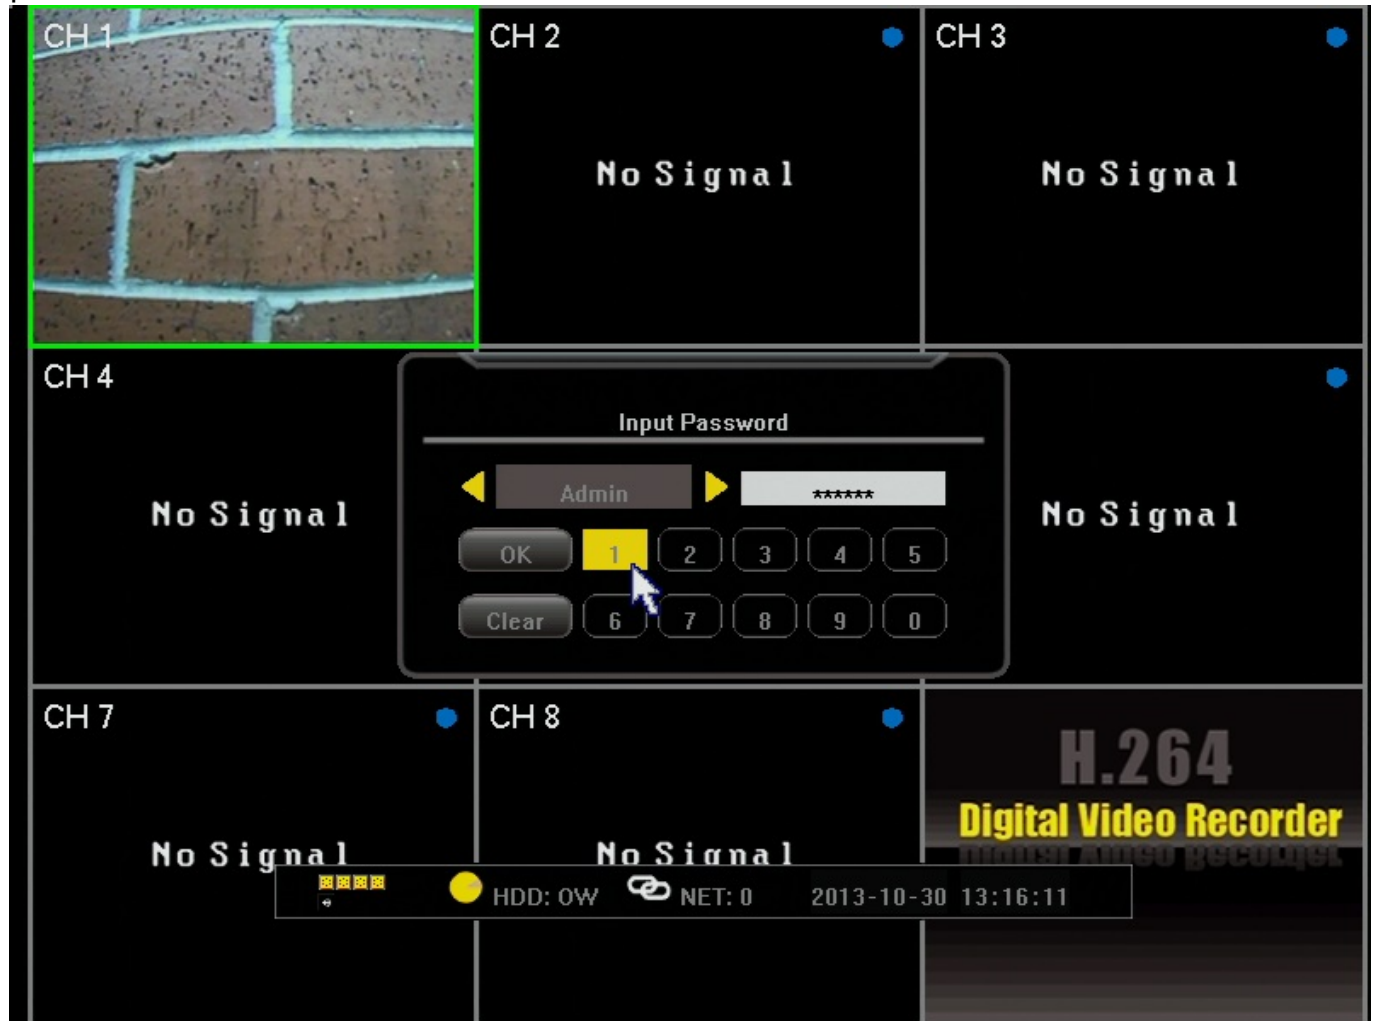 CH 1
CH 2
CH 3
No Signal
No Signal
CH 4
Input Password
Admin
******
No Signal
No Signal
OK 1 2 3 4 5
Clear 6 7 8 9 0
CH 7
CH 8
H.264
Digital Video Recorder
No Signal
No Signal
HDD: OW
NET: 0
2013-10-30 13:16:11